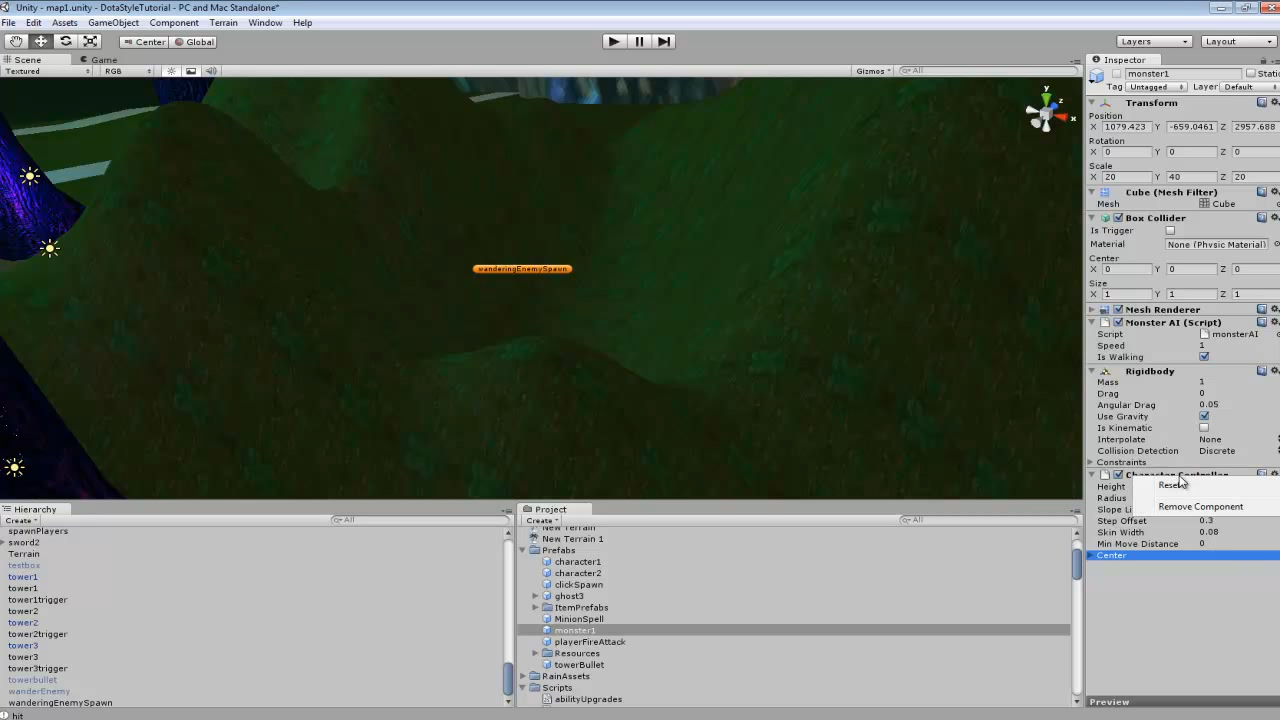 Unity - map1.unity - DotaStyleTutorial - PC and Mac Standalone*
File Edit Assets GameObject Component Terrain Window Help
Center Global
Layers Layout
Scene Game
Textured RGB Gizmos All
wanderingEnemySpawn
y
z
x
Inspector
monster1
Tag Untagged Layer Default
Transform
Position
X 1079.423 Y -659.0461 Z 2957.688
Rotation
X 0 Y 0 Z 0
Scale
X 20 Y 40 Z 20
Cube (Mesh Filter)
Mesh Cube
Box Collider
Is Trigger
Material None (Physic Material)
Center
X 0 Y 0 Z 0
Size
X 1 Y 1 Z 1
Mesh Renderer
Monster AI (Script)
Script monsterAI
Speed 1
Is Walking
Rigidbody
Mass 1
Drag 0
Angular Drag 0.05
Use Gravity
Is Kinematic
Interpolate None
Collision Detection Discrete
Constraints
Character Controller
Height
Radius
Slope Li
Step Offset 0.3
Skin Width 0.08
Min Move Distance 0
Center
Reset
Remove Component
Preview
Hierarchy
Create All
spawnPlayers
sword2
Terrain
testbox
tower1
tower1
tower1trigger
tower2
tower2
tower2trigger
tower3
tower3
tower3trigger
towerbullet
wanderEnemy
wanderingEnemySpawn
hit
Project
Create All
New Terrain
New Terrain 1
Prefabs
character1
character2
clickSpawn
ghost3
ItemPrefabs
MinionSpell
monster1
playerFireAttack
Resources
towerBullet
RainAssets
Scripts
abilityUpgrades